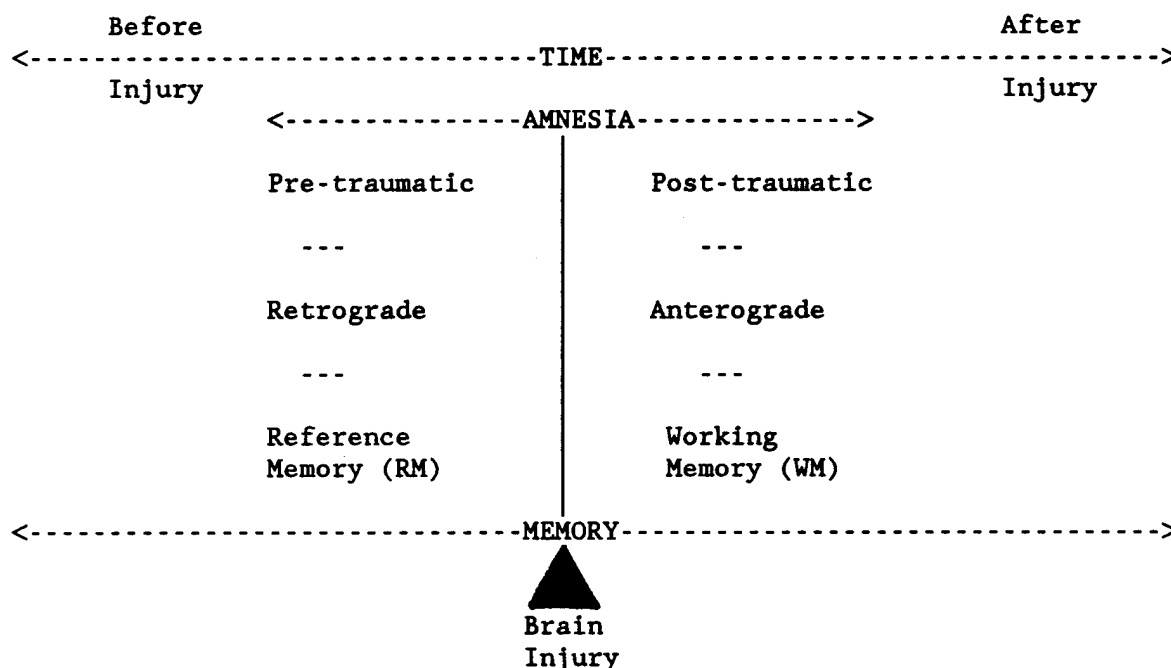 Before After
<-----------------------------------TIME--------------------------------------->
Injury Injury
<----------------AMNESIA--------------->
Pre-traumatic Post-traumatic
--- ---
Retrograde Anterograde
--- ---
Reference Working
Memory (RM) Memory (WM)
<----------------------------------MEMORY-------------------------------------->
Brain
Injury